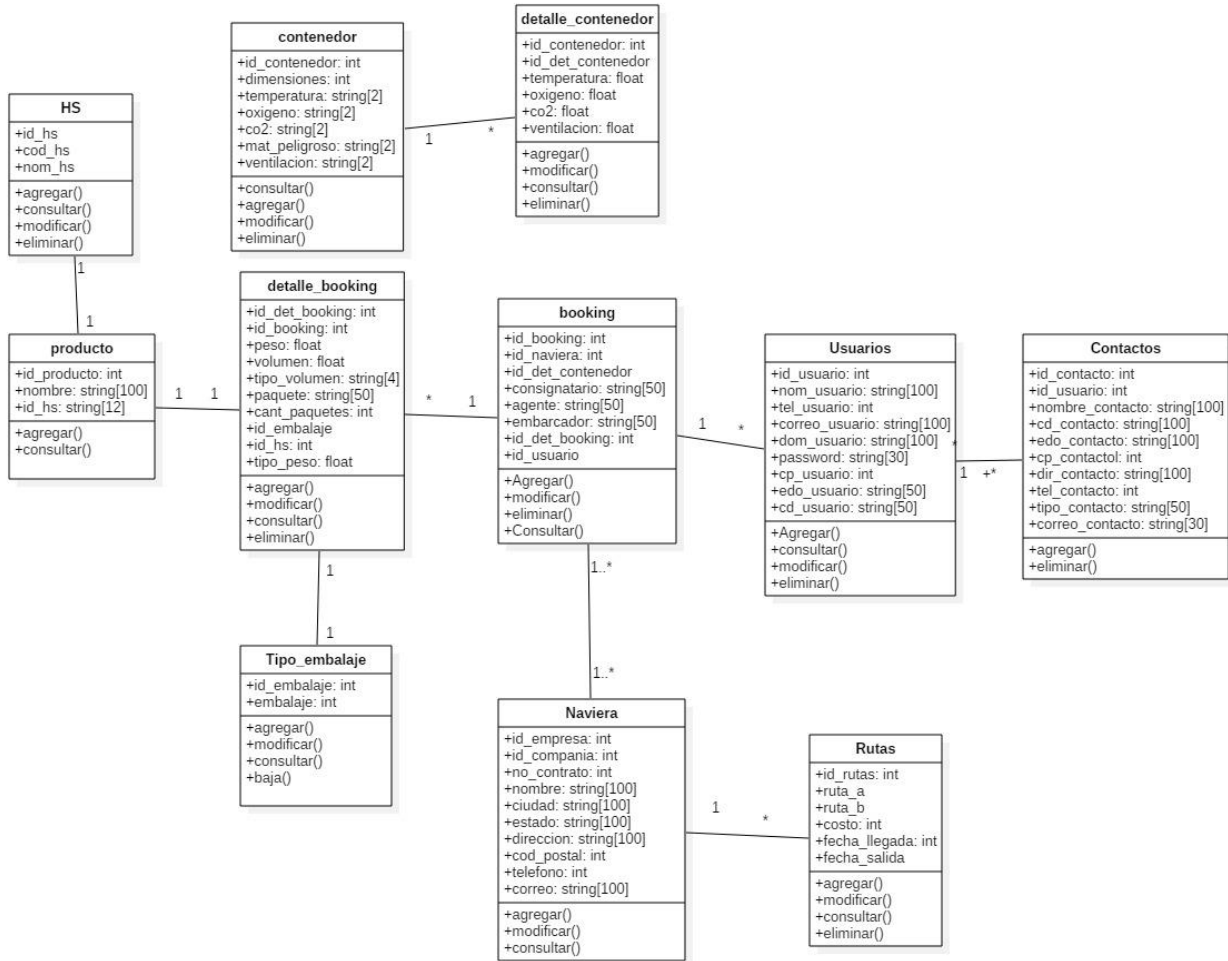 contenedor
+id_contenedor: int
+dimensiones: int
+temperatura: string[2]
+oxigeno: string[2]
+co2: string[2]
+mat_peligroso: string[2]
+ventilacion: string[2]
+consultar()
+agregar()
+modificar()
+eliminar()
1
*
detalle_contenedor
+id_contenedor: int
+id_det_contenedor
+temperatura: float
+oxigeno: float
+co2: float
+ventilacion: float
+agregar()
+modificar()
+consultar()
+eliminar()
HS
+id_hs
+cod_hs
+nom_hs
+agregar()
+consultar()
+modificar()
+eliminar()
1
1
producto
+id_producto: int
+nombre: string[100]
+id_hs: string[12]
+agregar()
+consultar()
1
1
detalle_booking
+id_det_booking: int
+id_booking: int
+peso: float
+volumen: float
+tipo_volumen: string[4]
+paquete: string[50]
+cant_paquetes: int
+id_embalaje
+id_hs: int
+tipo_peso: float
+agregar()
+modificar()
+consultar()
+eliminar()
*
1
booking
+id_booking: int
+id_naviera: int
+id_det_contenedor
+consignatario: string[50]
+agente: string[50]
+embarcador: string[50]
+id_det_booking: int
+id_usuario
+Agregar()
+modificar()
+eliminar()
+Consultar()
1
*
Usuarios
+id_usuario: int
+nom_usuario: string[100]
+tel_usuario: int
+correo_usuario: string[100]
+dom_usuario: string[100]
+password: string[30]
+cp_usuario: int
+edo_usuario: string[50]
+cd_usuario: string[50]
+Agregar()
+consultar()
+modificar()
+eliminar()
*
1
+*
Contactos
+id_contacto: int
+id_usuario: int
+nombre_contacto: string[100]
+cd_contacto: string[100]
+edo_contacto: string[100]
+cp_contactol: int
+dir_contacto: string[100]
+tel_contacto: int
+tipo_contacto: string[50]
+correo_contacto: string[30]
+agregar()
+eliminar()
1
1
Tipo_embalaje
+id_embalaje: int
+embalaje: int
+agregar()
+modificar()
+consultar()
+baja()
1..*
1..*
Naviera
+id_empresa: int
+id_compania: int
+no_contrato: int
+nombre: string[100]
+ciudad: string[100]
+estado: string[100]
+direccion: string[100]
+cod_postal: int
+telefono: int
+correo: string[100]
+agregar()
+modificar()
+consultar()
1
*
Rutas
+id_rutas: int
+ruta_a
+ruta_b
+costo: int
+fecha_llegada: int
+fecha_salida
+agregar()
+modificar()
+consultar()
+eliminar()